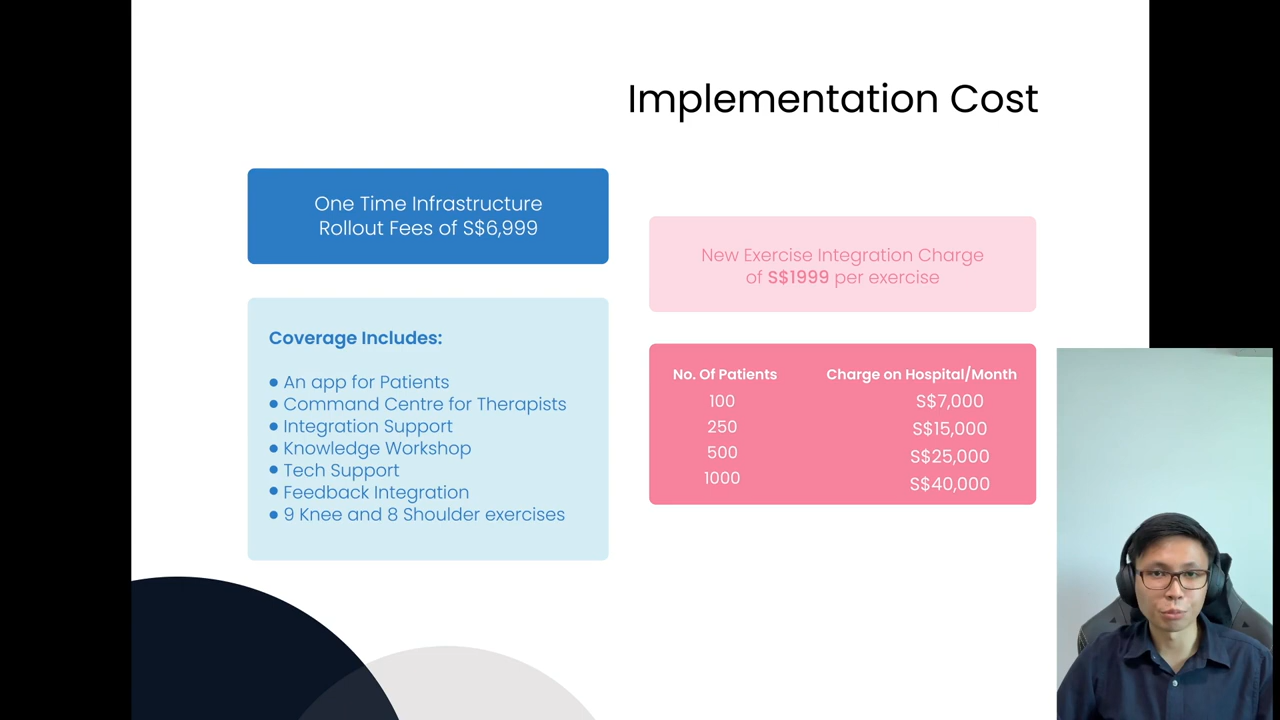 Implementation Cost
One Time Infrastructure
Rollout Fees of S$6,999
Coverage Includes:
● An app for Patients
● Command Centre for Therapists
● Integration Support
● Knowledge Workshop
● Tech Support
● Feedback Integration
● 9 Knee and 8 Shoulder exercises
New Exercise Integration Charge
of S$1999 per exercise
No. Of Patients Charge on Hospital/Month
100 S$7,000
250 S$15,000
500 S$25,000
1000 S$40,000